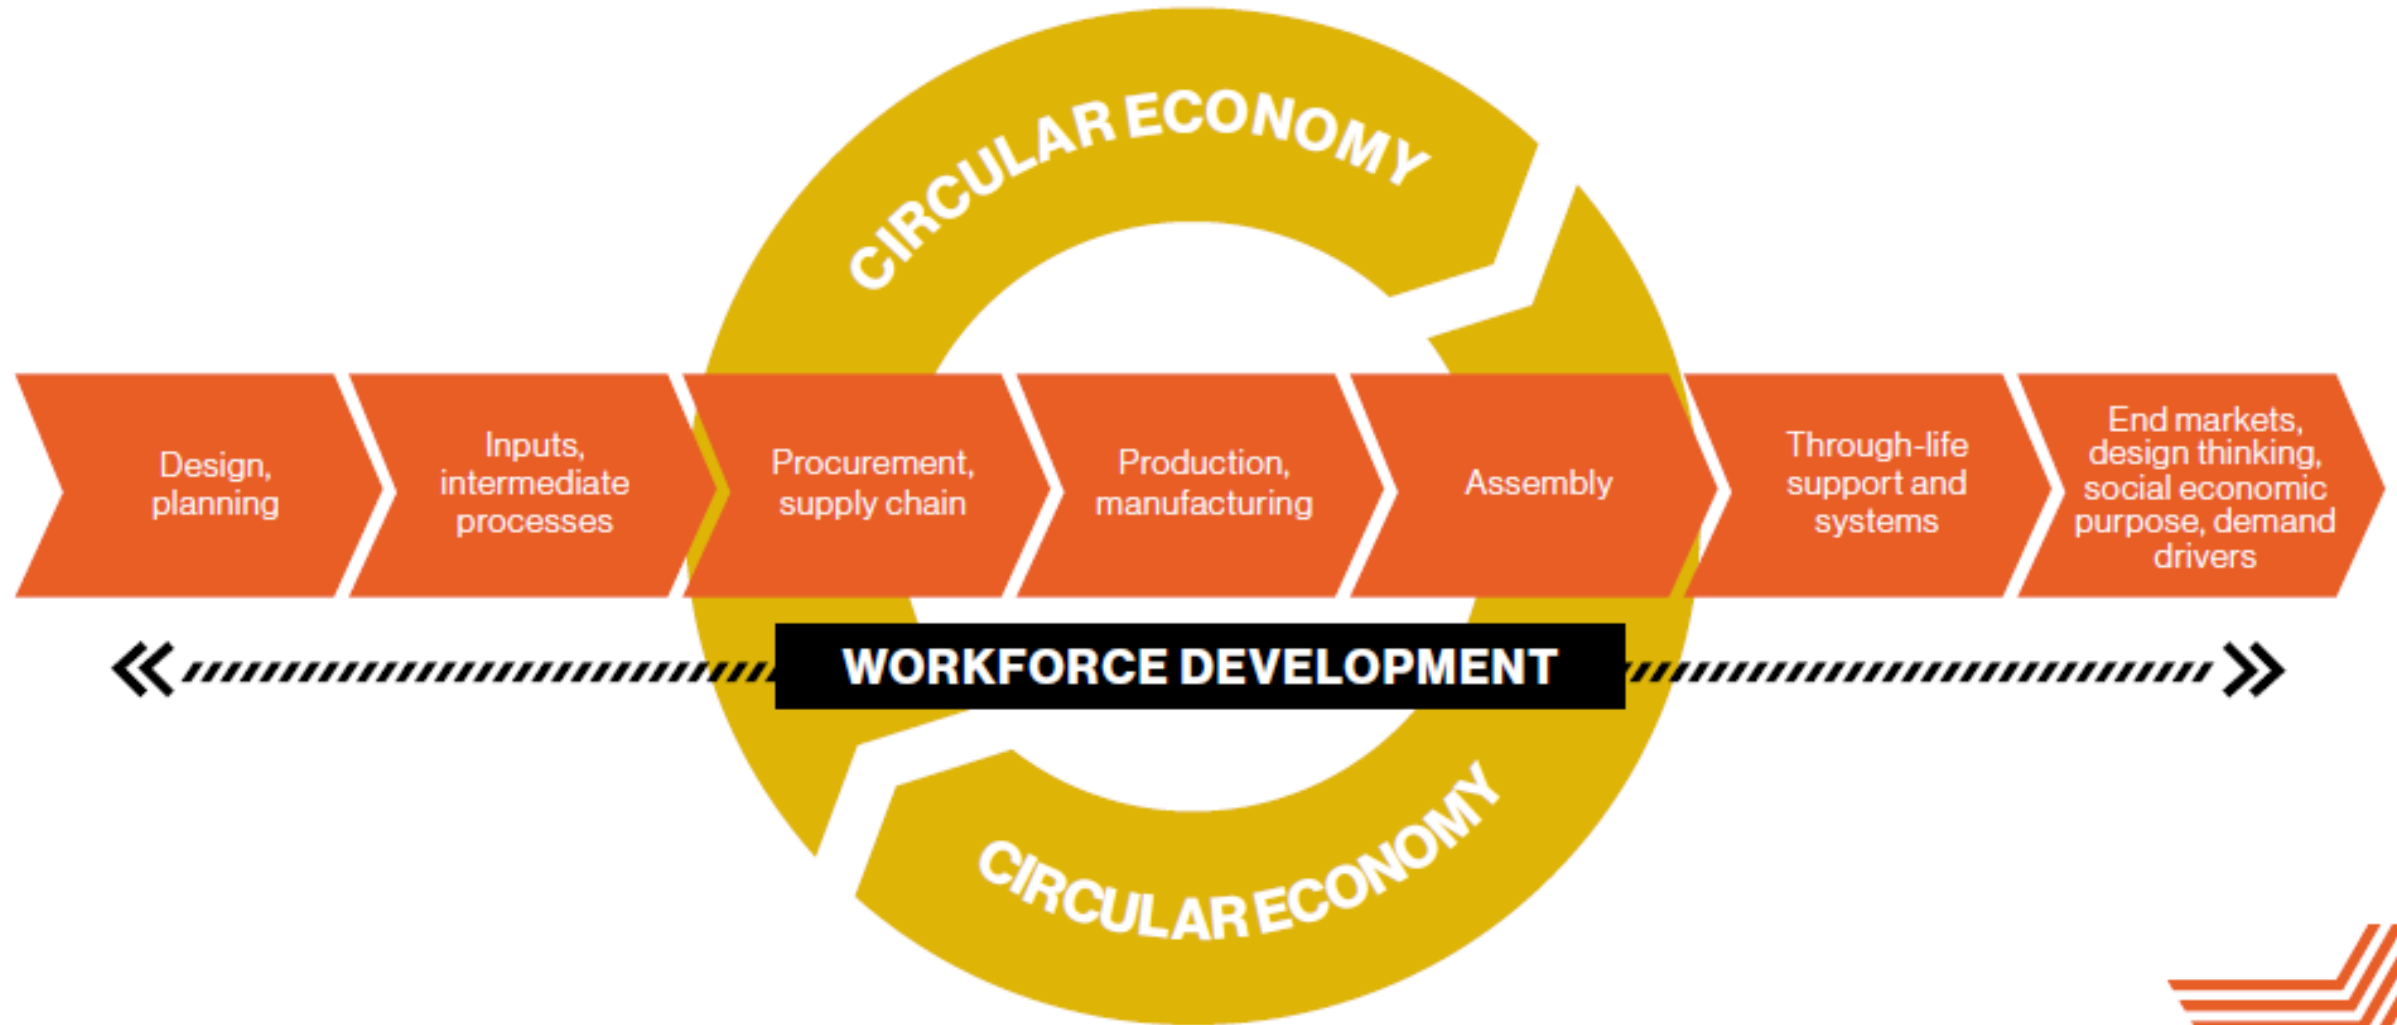 CIRCULAR ECONOMY
Design,
planning
Inputs,
intermediate
processes
Procurement,
supply chain
Production,
manufacturing
Assembly
Through-life
support and
systems
End markets,
design thinking,
social economic
purpose, demand
drivers
WORKFORCE DEVELOPMENT
CIRCULAR ECONOMY